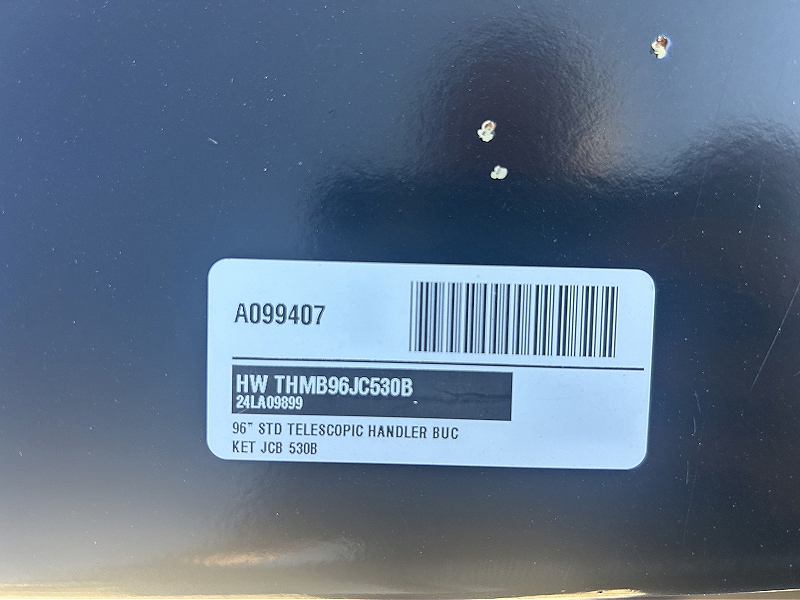 A099407
HW THMB96JC530B
24LA09899
96" STD TELESCOPIC HANDLER BUC
KET JCB 530B